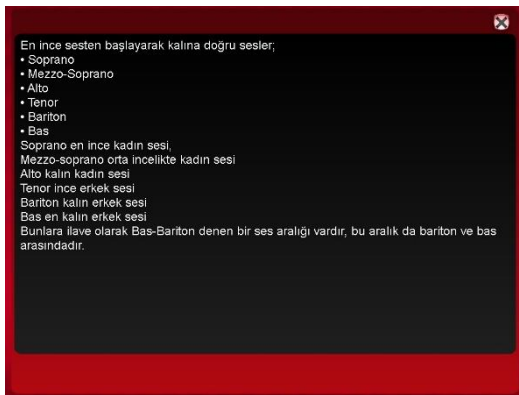 En ince sesten başlayarak kalına doğru sesler;
• Soprano
• Mezzo-Soprano
• Alto
• Tenor
• Bariton
• Bas
Soprano en ince kadın sesi,
Mezzo-soprano orta incelikte kadın sesi
Alto kalın kadın sesi
Tenor ince erkek sesi
Bariton kalın erkek sesi
Bas en kalın erkek sesi
Bunlara ilave olarak Bas-Bariton denen bir ses aralığı vardır, bu aralık da bariton ve bas
arasındadır.